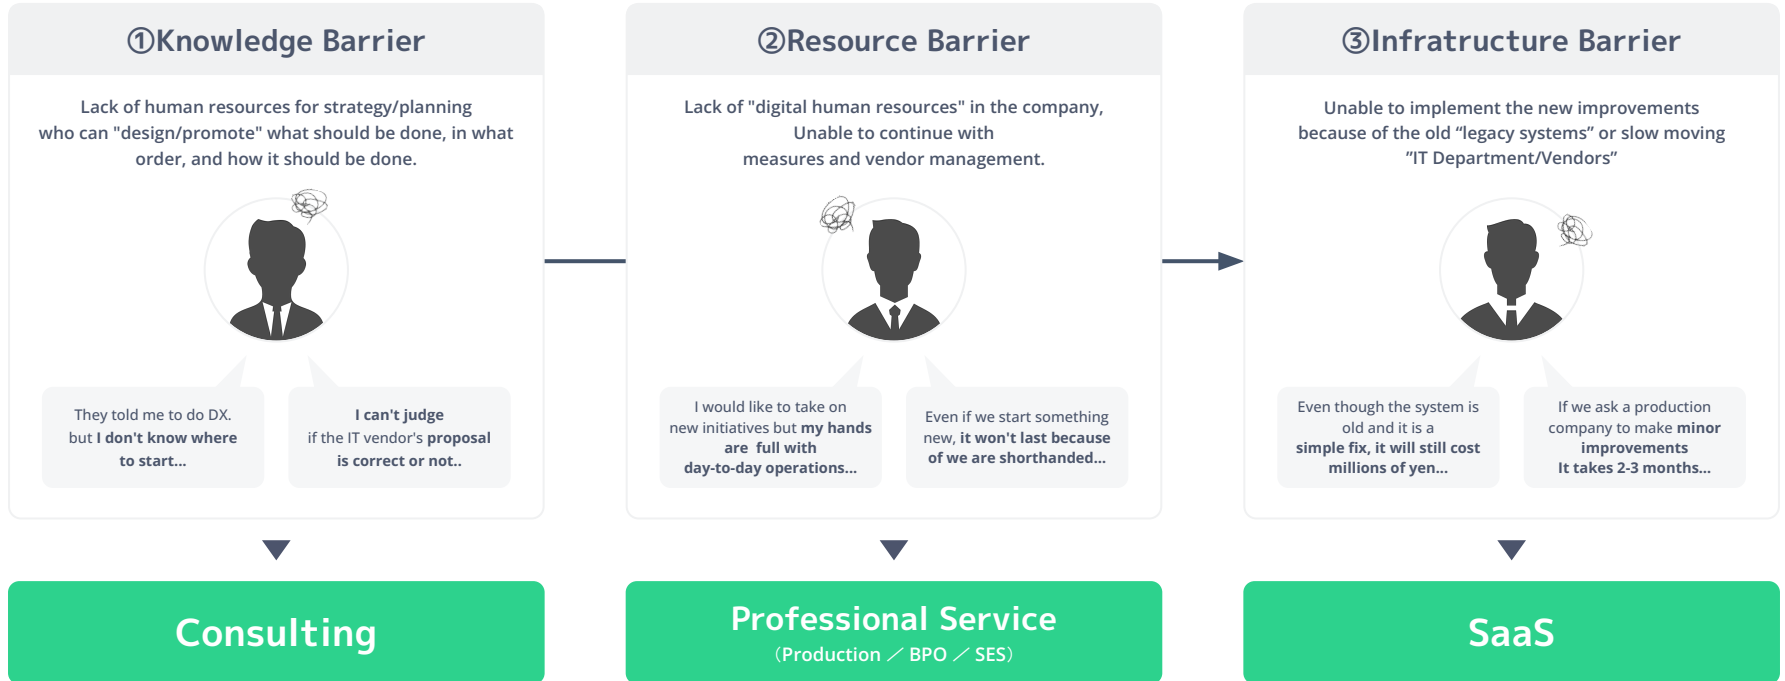 ①Knowledge Barrier
Lack of human resources for strategy/planning
who can "design/promote" what should be done, in what
order, and how it should be done.
They told me to do DX.
but I don't know where
to start...
I can't judge
if the IT vendor's proposal
is correct or not..
Consulting
②Resource Barrier
Lack of "digital human resources" in the company,
Unable to continue with
measures and vendor management.
I would like to take on
new initiatives but my hands
are full with
day-to-day operations...
Even if we start something
new, it won't last because
of we are shorthanded...
Professional Service
（Production ／ BPO ／ SES）
③Infratructure Barrier
Unable to implement the new improvements
because of the old “legacy systems” or slow moving
”IT Department/Vendors”
Even though the system is
old and it is a
simple fix, it will still cost
millions of yen...
If we ask a production
company to make minor
improvements
It takes 2-3 months...
SaaS